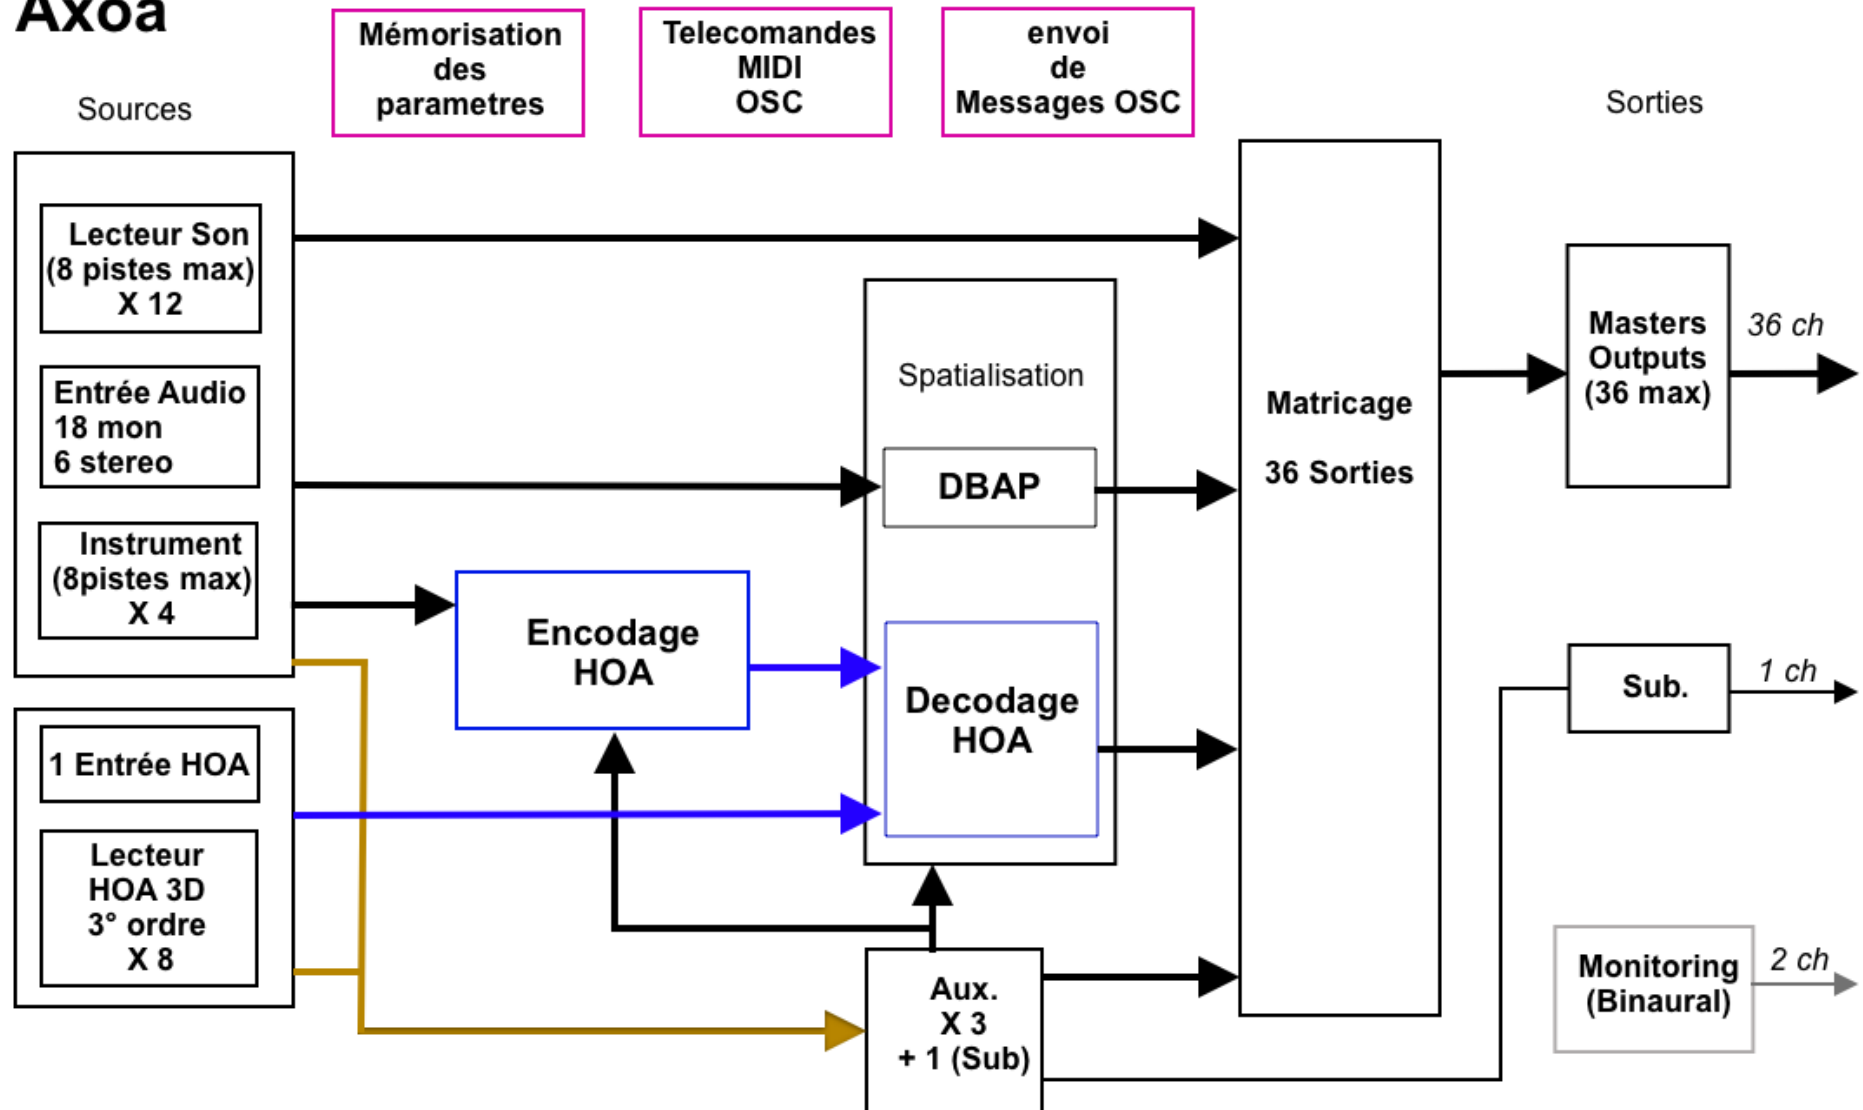 Axoa
Mémorisation
des
parametres
Telecomandes
MIDI
OSC
envoi
de
Messages OSC
Sources
Sorties
Lecteur Son
(8 pistes max)
X 12
Entrée Audio
18 mon
6 stereo
Instrument
(8pistes max)
X 4
1 Entrée HOA
Lecteur
HOA 3D
3° ordre
X 8
Encodage
HOA
Spatialisation
DBAP
Decodage
HOA
Aux.
X 3
+ 1 (Sub)
Matricage
36 Sorties
Masters
Outputs
(36 max)
36 ch
Sub.
1 ch
Monitoring
(Binaural)
2 ch